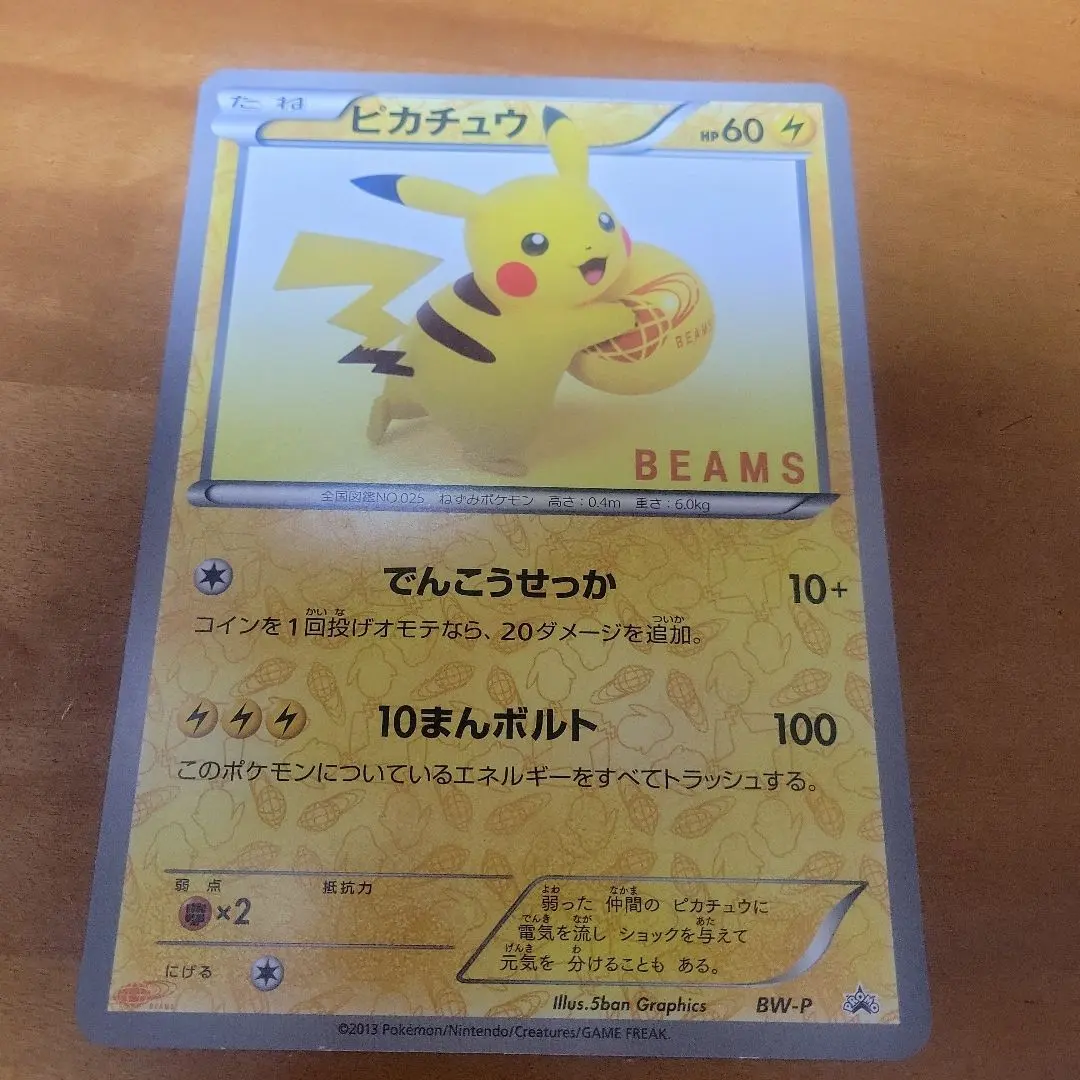 たね
ピカチュウ
HP60
BEAMS
BEAMS
全国図鑑NO.025 ねずみポケモン 高さ：0.4m 重さ：6.0kg
でんこうせっか 10+
コインを1回投げオモテなら、20ダメージを追加。
10まんボルト 100
このポケモンについているエネルギーをすべてトラッシュする。
弱点 抵抗力
×2
にげる
弱った 仲間の ピカチュウに
電気を流し ショックを与えて
元気を 分けることも ある。
BEAMS
Illus.5ban Graphics BW-P
©2013 Pokémon/Nintendo/Creatures/GAME FREAK.